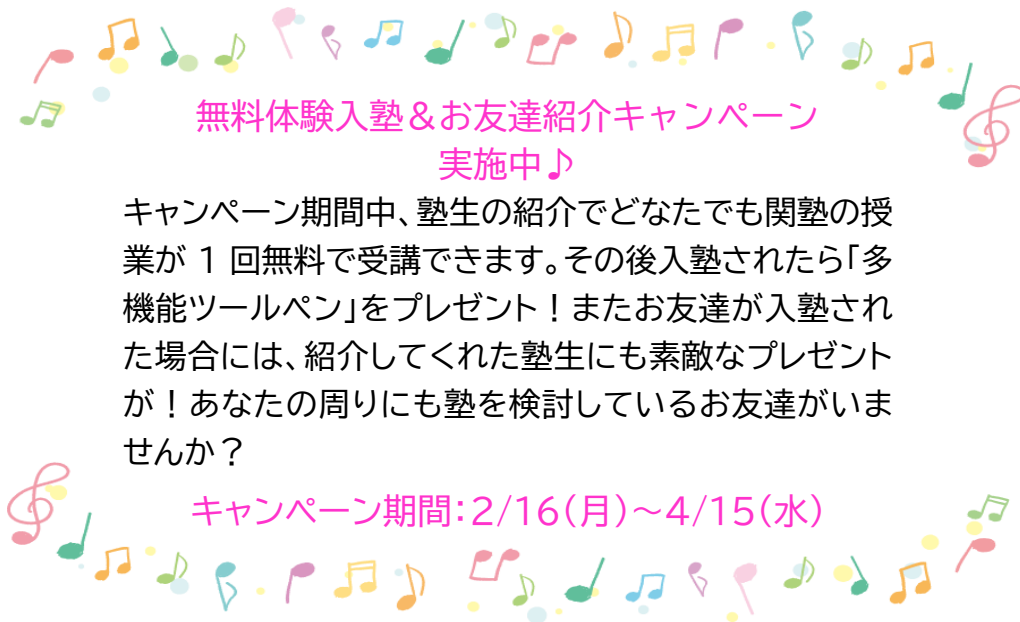 無料体験入塾＆お友達紹介キャンペーン
実施中♪
キャンペーン期間中、塾生の紹介でどなたでも関塾の授
業が 1 回無料で受講できます。その後入塾されたら「多
機能ツールペン」をプレゼント！またお友達が入塾され
た場合には、紹介してくれた塾生にも素敵なプレゼント
が！あなたの周りにも塾を検討しているお友達がいま
せんか？
キャンペーン期間：2/16（月）～4/15（水）